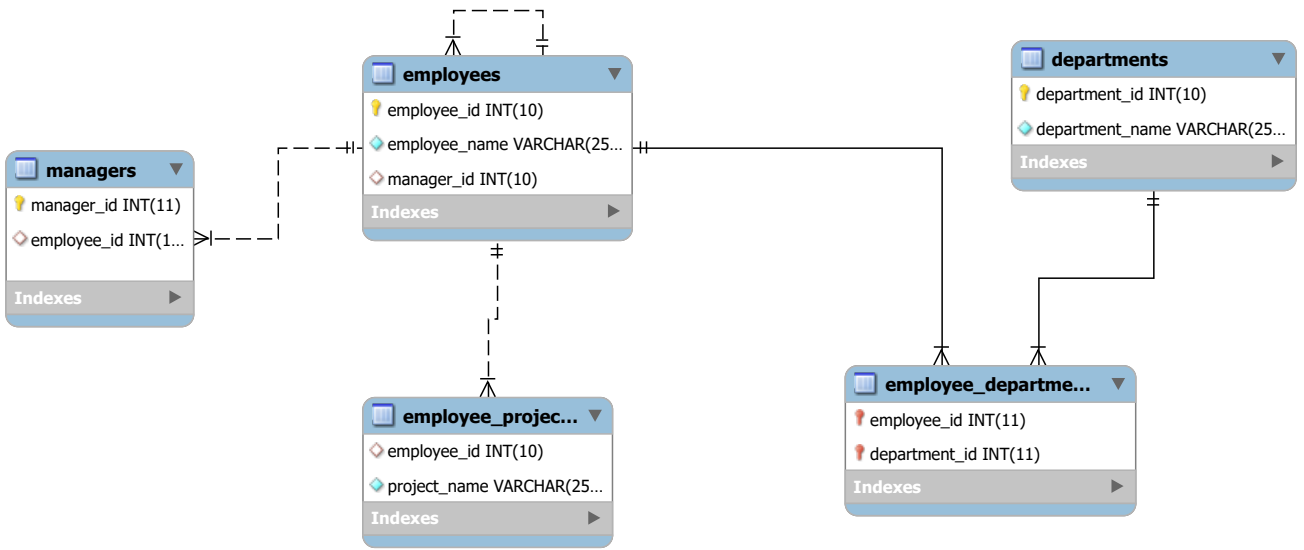 employees
employee_id INT(10)
employee_name VARCHAR(25...
manager_id INT(10)
Indexes
departments
department_id INT(10)
department_name VARCHAR(25...
Indexes
managers
manager_id INT(11)
employee_id INT(1...
Indexes
employee_projec...
employee_id INT(10)
project_name VARCHAR(25...
Indexes
employee_departme...
employee_id INT(11)
department_id INT(11)
Indexes